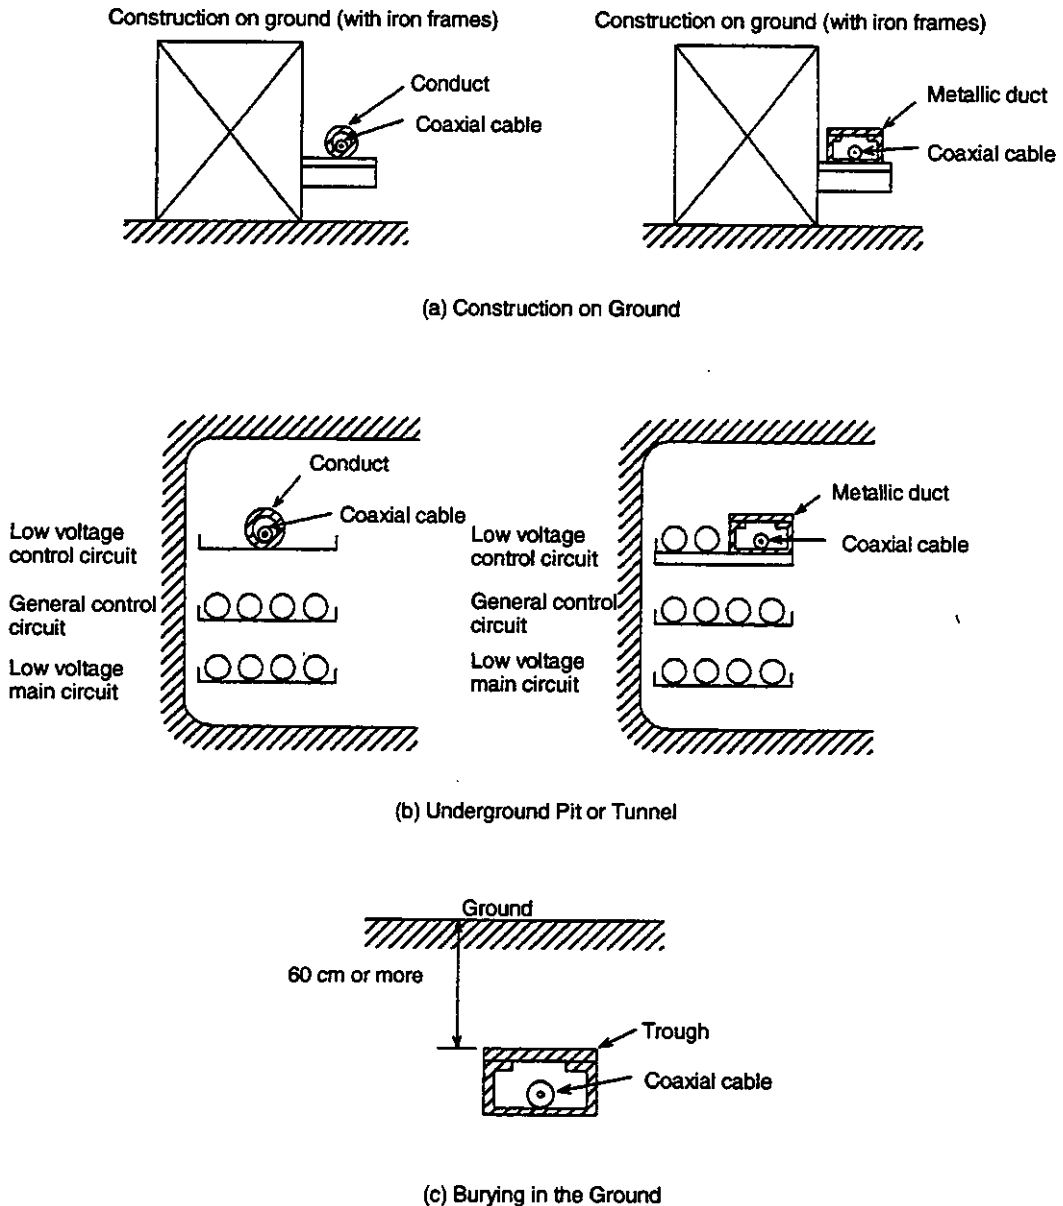 Construction on ground (with iron frames)
Conduct
Coaxial cable
Construction on ground (with iron frames)
Metallic duct
Coaxial cable
(a) Construction on Ground
Conduct
Coaxial cable
Low voltage
control circuit
General control
circuit
Low voltage
main circuit
Metallic duct
Coaxial cable
Low voltage
control circuit
General control
circuit
Low voltage
main circuit
(b) Underground Pit or Tunnel
Ground
60 cm or more
Trough
Coaxial cable
(c) Burying in the Ground